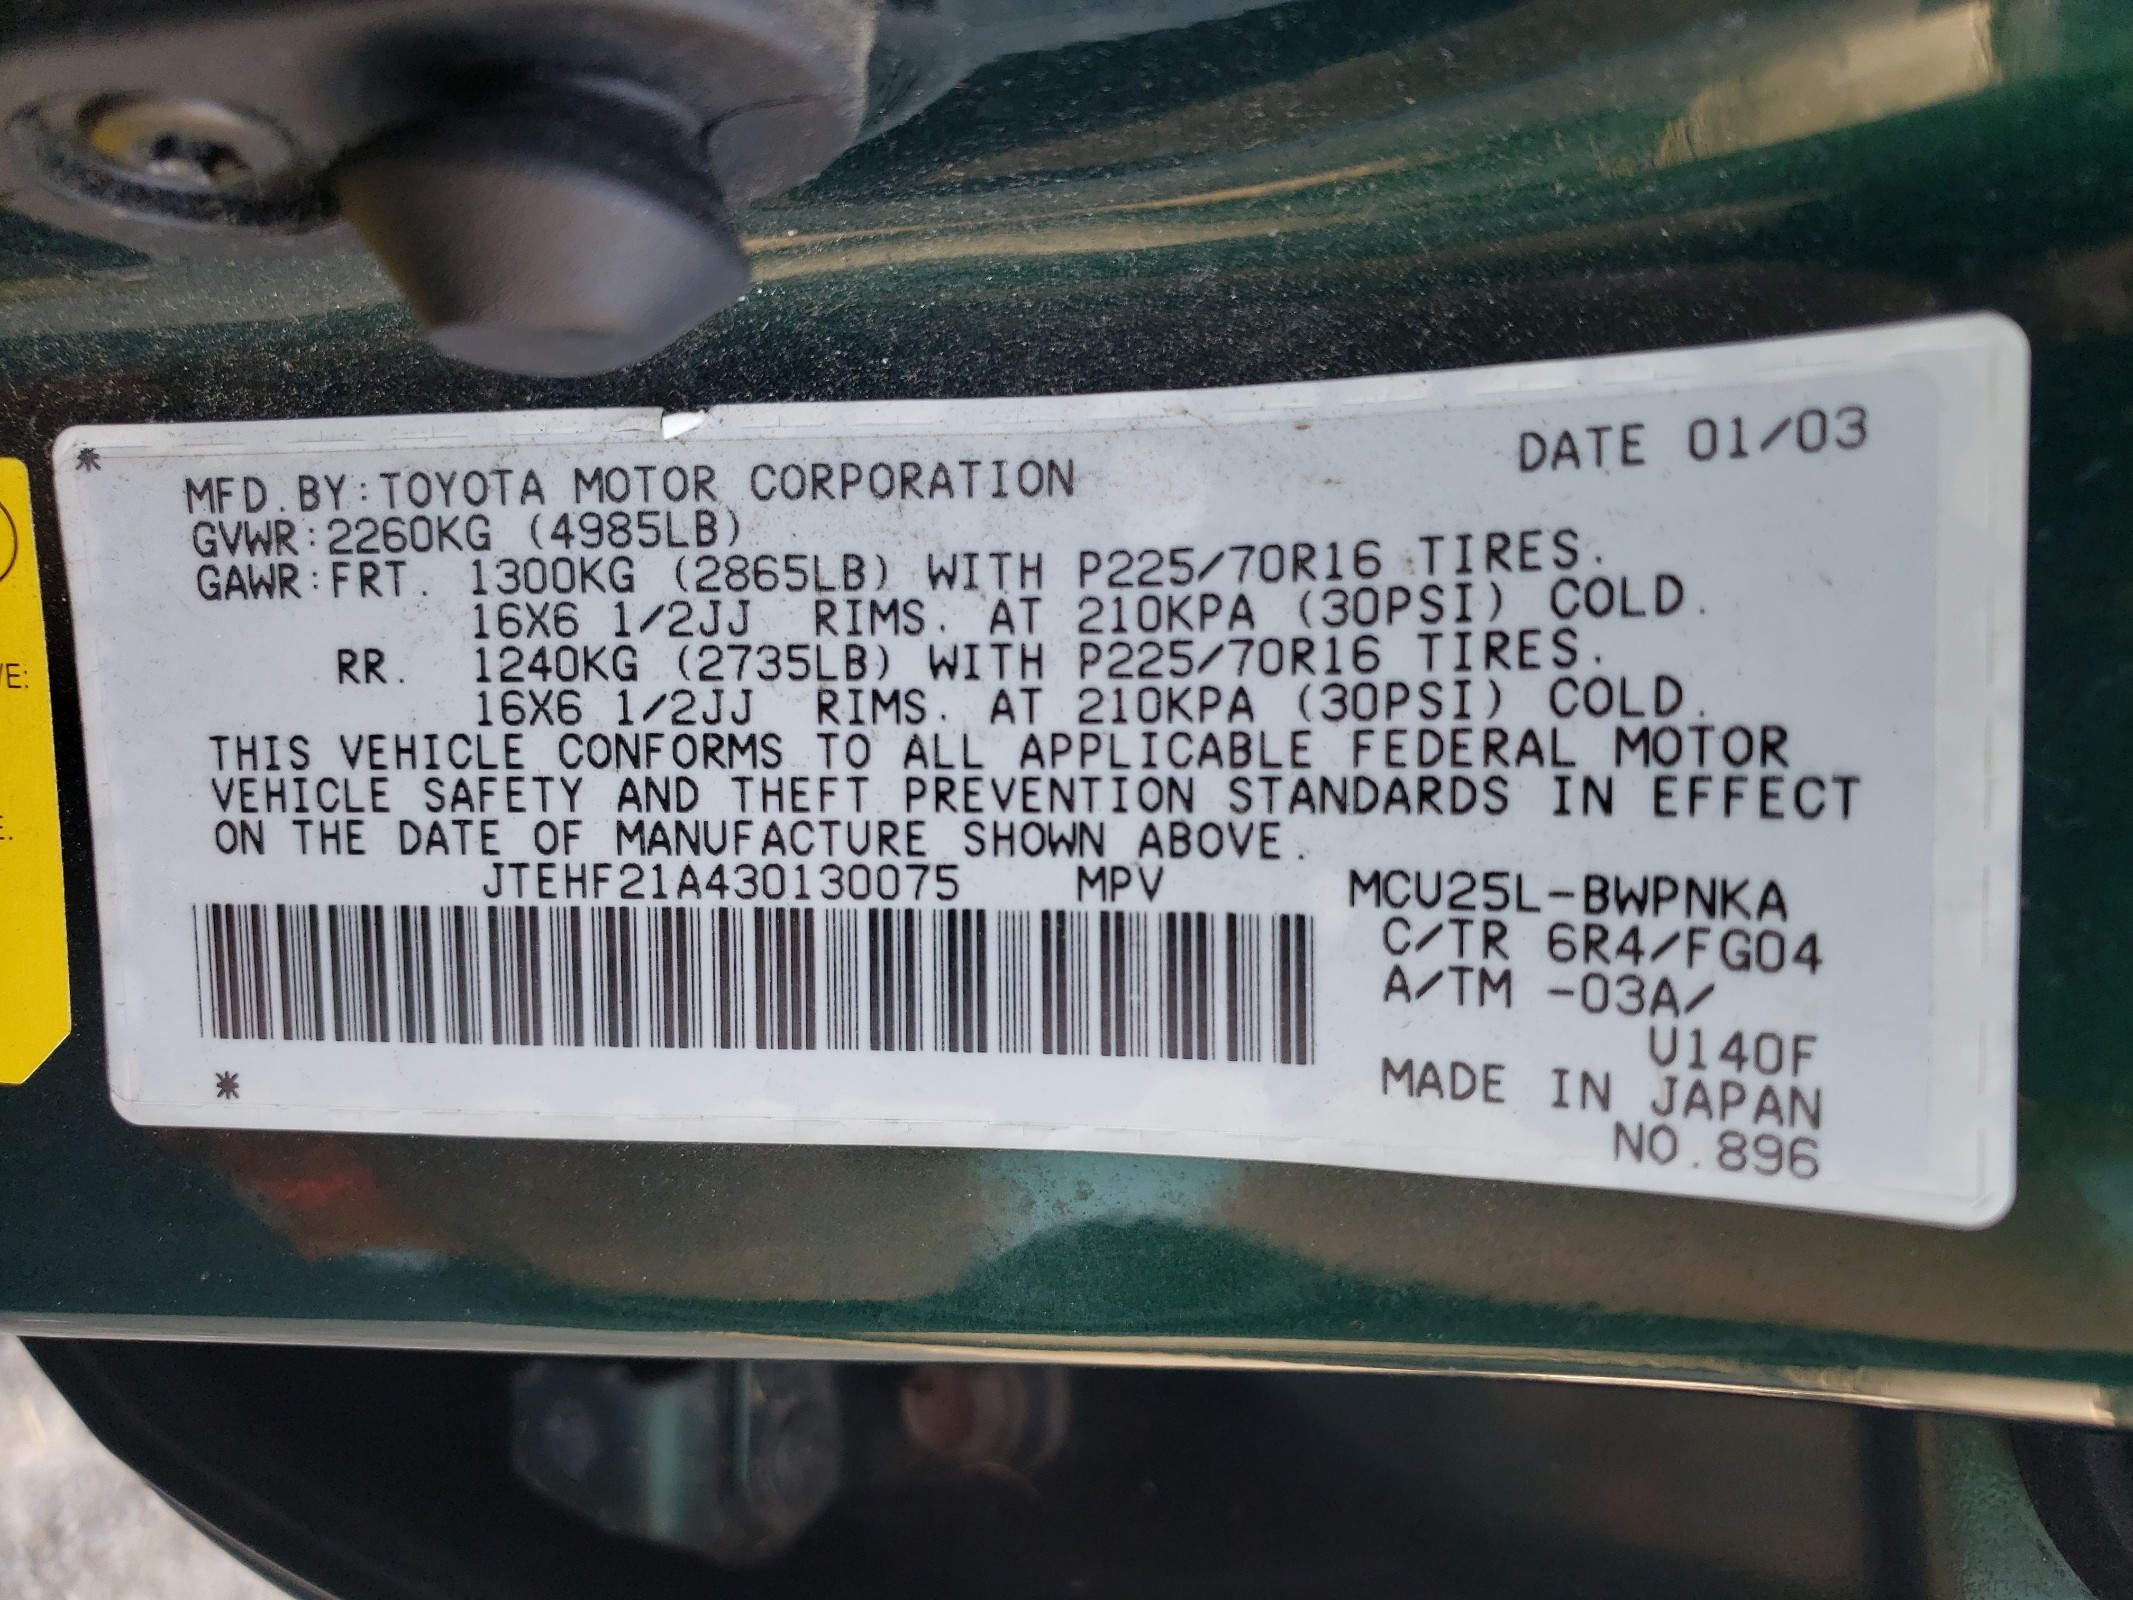 DATE 01/03
MFD.BY:TOYOTA MOTOR CORPORATION
GVWR:2260KG (4985LB)
GAWR:FRT. 1300KG (2865LB) WITH P225/70R16 TIRES.
16X6 1/2JJ RIMS. AT 210KPA (30PSI) COLD.
RR. 1240KG (2735LB) WITH P225/70R16 TIRES.
16X6 1/2JJ RIMS. AT 210KPA (30PSI) COLD.
THIS VEHICLE CONFORMS TO ALL APPLICABLE FEDERAL MOTOR
VEHICLE SAFETY AND THEFT PREVENTION STANDARDS IN EFFECT
ON THE DATE OF MANUFACTURE SHOWN ABOVE.
JTEHF21A430130075 MPV MCU25L-BWPNKA
C/TR 6R4/FG04
A/TM -03A/
U140F
MADE IN JAPAN
NO.896